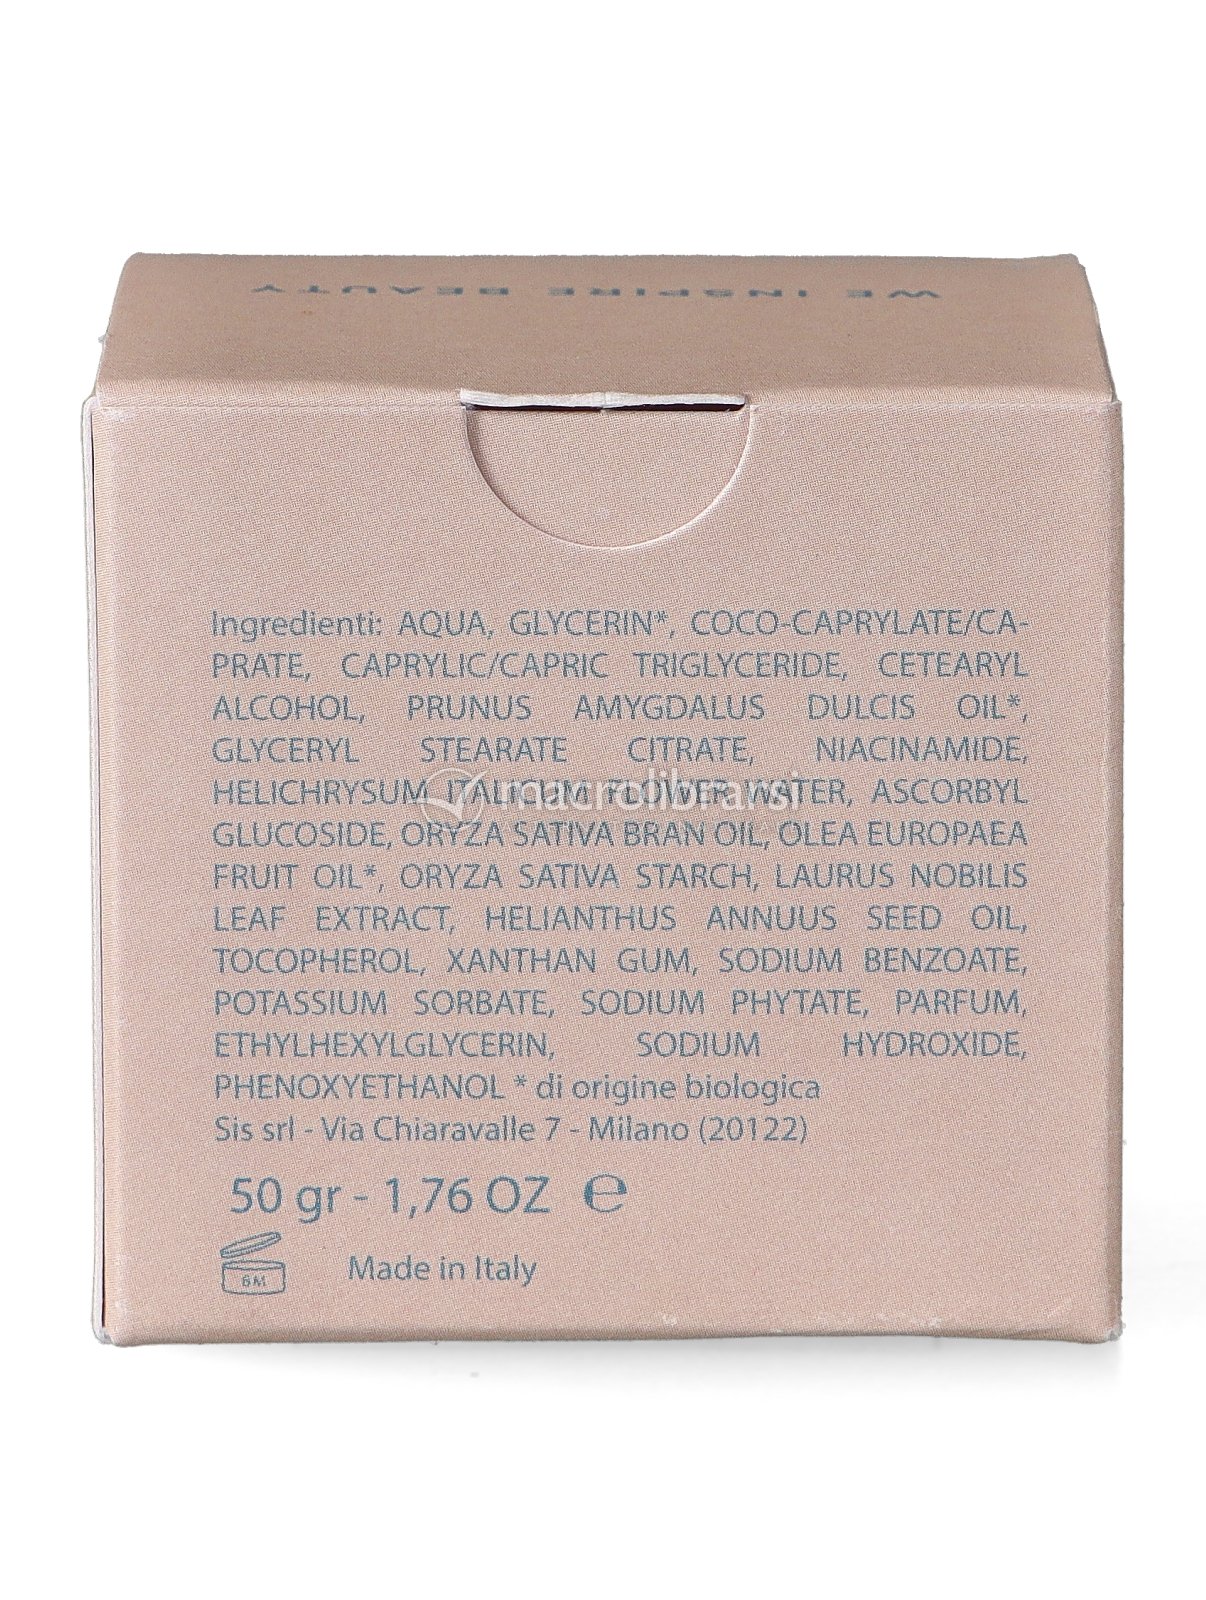 WE INSPIRE BEAUTY
Ingredienti: AQUA, GLYCERIN*, COCO-CAPRYLATE/CA-
PRATE, CAPRYLIC/CAPRIC TRIGLYCERIDE, CETEARYL
ALCOHOL, PRUNUS AMYGDALUS DULCIS OIL*,
GLYCERYL STEARATE CITRATE, NIACINAMIDE,
HELICHRYSUM ITALICUM FLOWER WATER, ASCORBYL
macrolibrarsi
GLUCOSIDE, ORYZA SATIVA BRAN OIL, OLEA EUROPAEA
FRUIT OIL*, ORYZA SATIVA STARCH, LAURUS NOBILIS
LEAF EXTRACT, HELIANTHUS ANNUUS SEED OIL,
TOCOPHEROL, XANTHAN GUM, SODIUM BENZOATE,
POTASSIUM SORBATE, SODIUM PHYTATE, PARFUM,
ETHYLHEXYLGLYCERIN, SODIUM HYDROXIDE,
PHENOXYETHANOL * di origine biologica
Sis srl - Via Chiaravalle 7 - Milano (20122)
50 gr - 1,76 OZ ℮
6M
Made in Italy